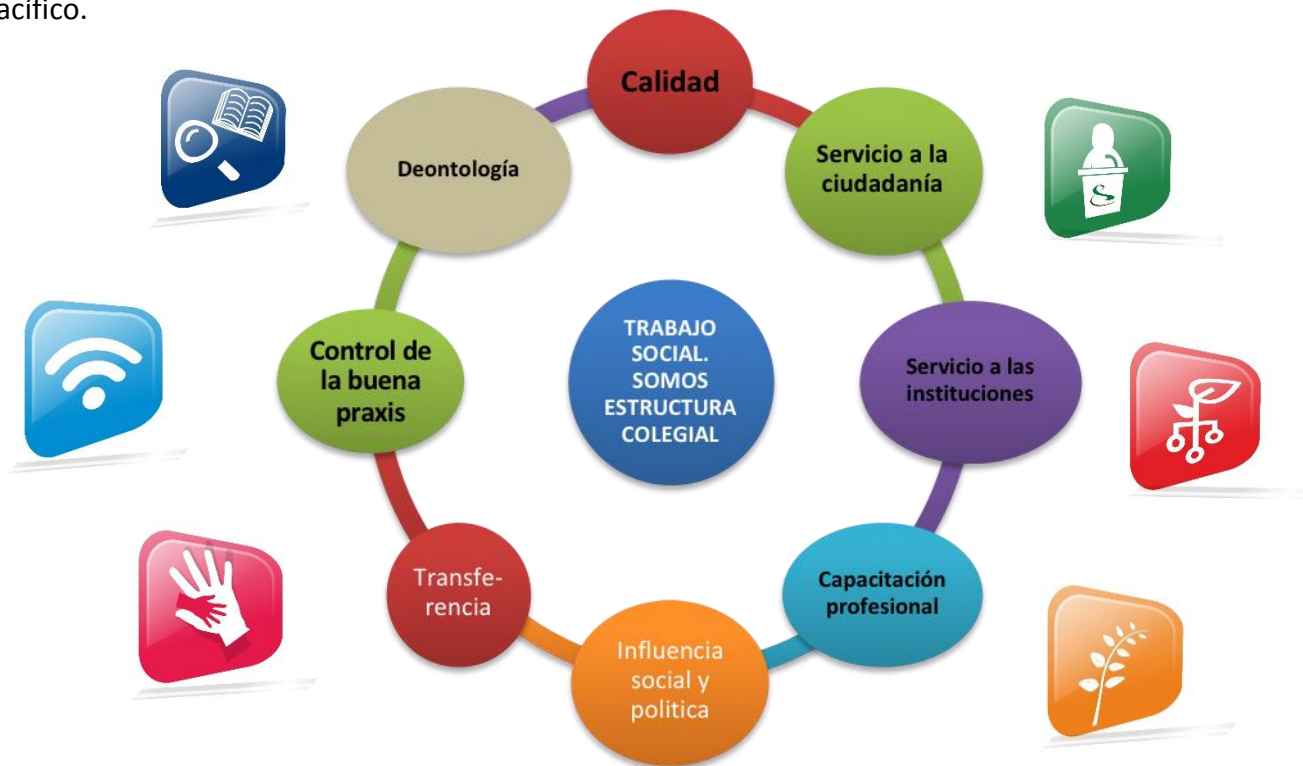 acífico.
Calidad
Servicio a la
ciudadanía
Servicio a las
instituciones
Capacitación
profesional
Influencia
social y
politica
Transfe-
rencia
Control de
la buena
praxis
Deontología
TRABAJO
SOCIAL.
SOMOS
ESTRUCTURA
COLEGIAL